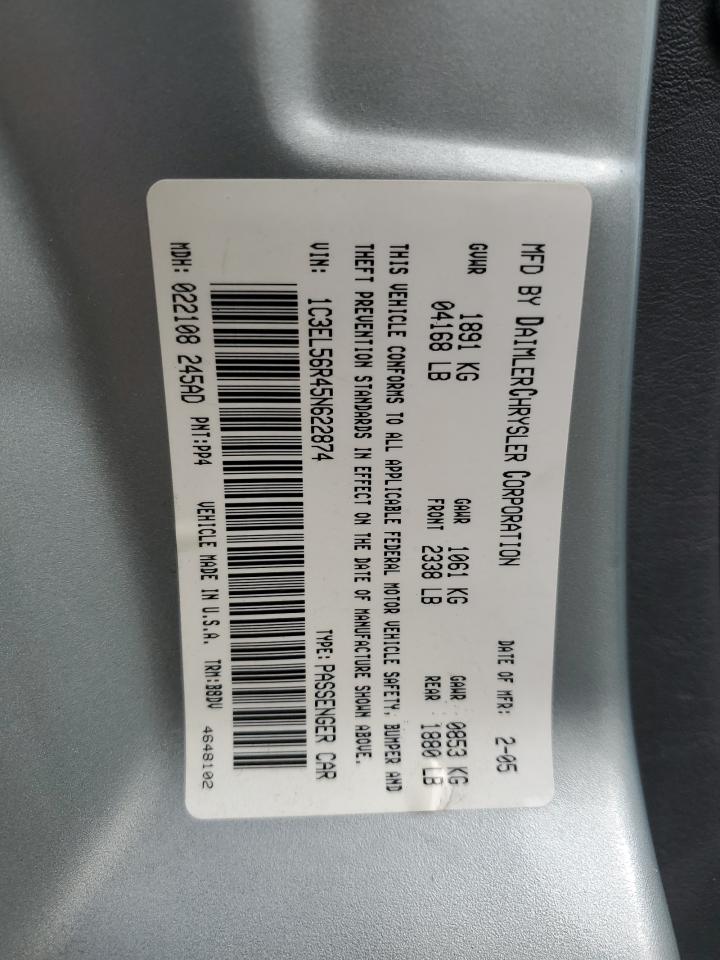 MFD BY DAIMLERCHRYSLER CORPORATION DATE OF MFR: 2-05
GVWR 1891 KG GAWR 1061 KG GAWR 0853 KG
04168 LB FRONT 2338 LB REAR 1880 LB
THIS VEHICLE CONFORMS TO ALL APPLICABLE FEDERAL MOTOR VEHICLE SAFETY, BUMPER AND
THEFT PREVENTION STANDARDS IN EFFECT ON THE DATE OF MANUFACTURE SHOWN ABOVE.
VIN: 1C3EL56R45N622874 TYPE: PASSENGER CAR
MDH: 022108 245AD PNT:PP4 VEHICLE MADE IN U.S.A. TRM:B8DV 4648102